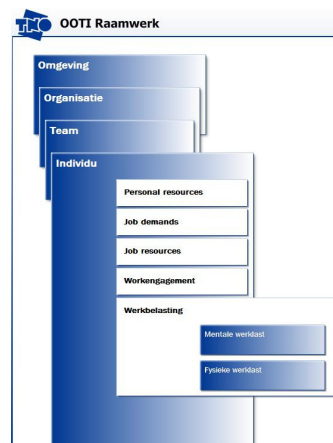 TNO
OOTI Raamwerk
Omgeving
Organisatie
Team
Individu
Personal resources
Job demands
Job resources
Workengagement
Werkbelasting
Mentale werklast
Fysieke werklast